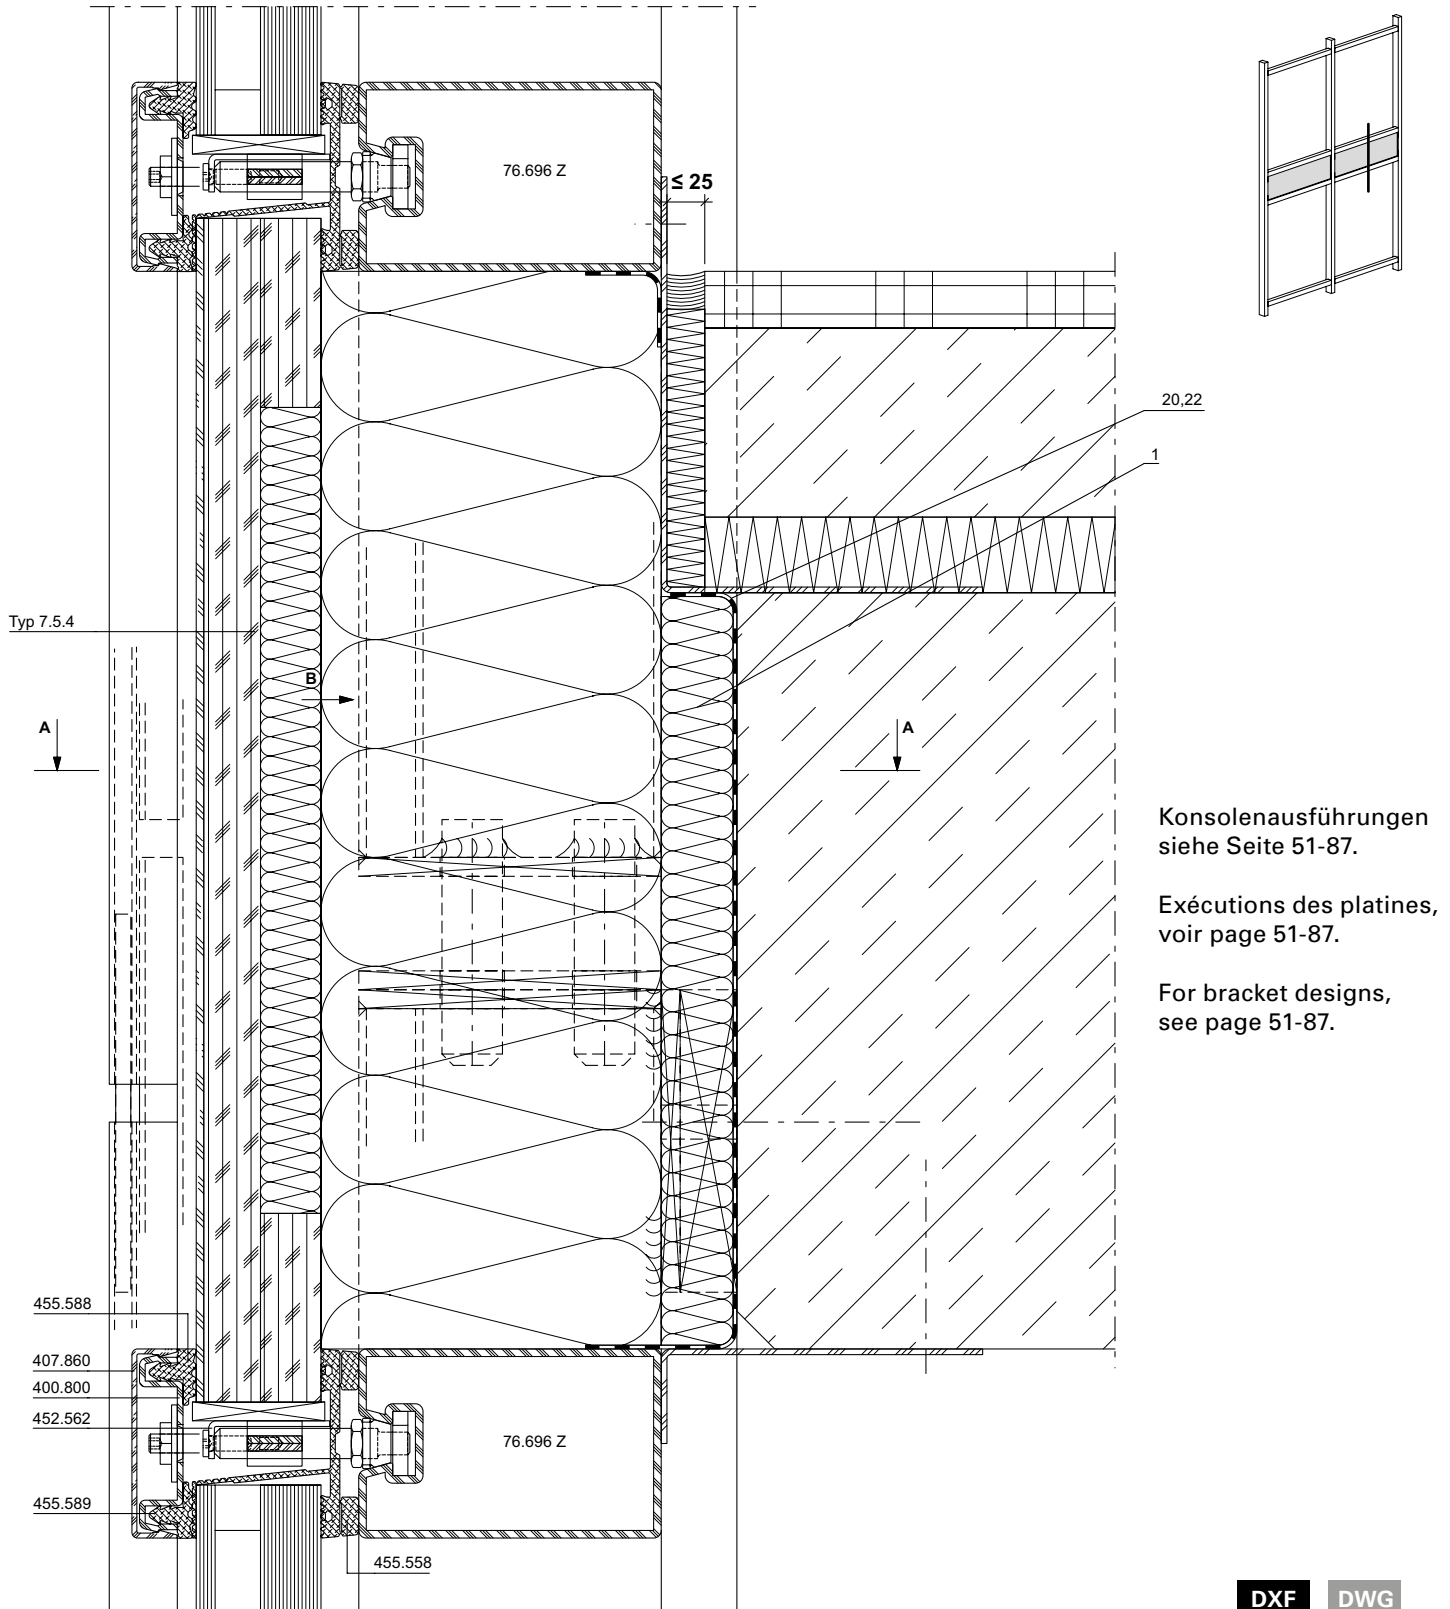 76.696 Z
≤ 25
20,22
1
Typ 7.5.4
B
A
A
Konsolenausführungen
siehe Seite 51-87.
Exécutions des platines,
voir page 51-87.
For bracket designs,
see page 51-87.
455.588
407.860
400.800
452.562
76.696 Z
455.589
455.558
DXF
DWG